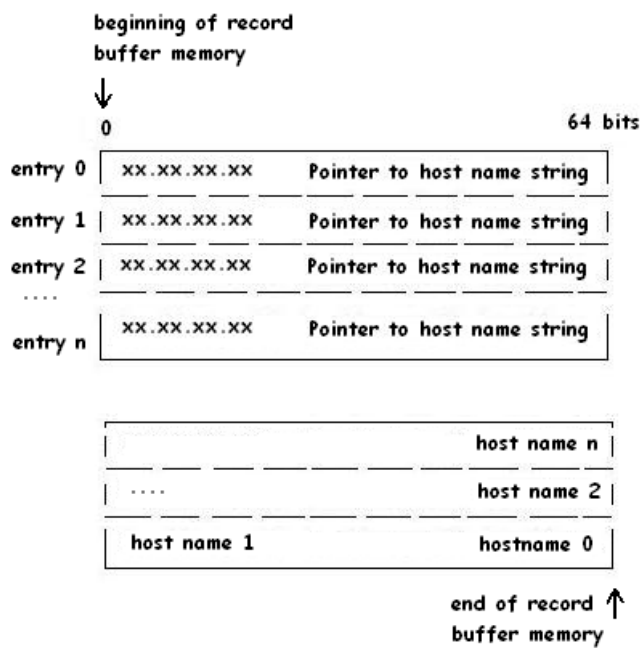 beginning of record
buffer memory
0 64 bits
entry 0 xx.xx.xx.xx Pointer to host name string
entry 1 xx.xx.xx.xx Pointer to host name string
entry 2 xx.xx.xx.xx Pointer to host name string
....
entry n xx.xx.xx.xx Pointer to host name string
host name n
.... host name 2
host name 1 hostname 0
end of record
buffer memory